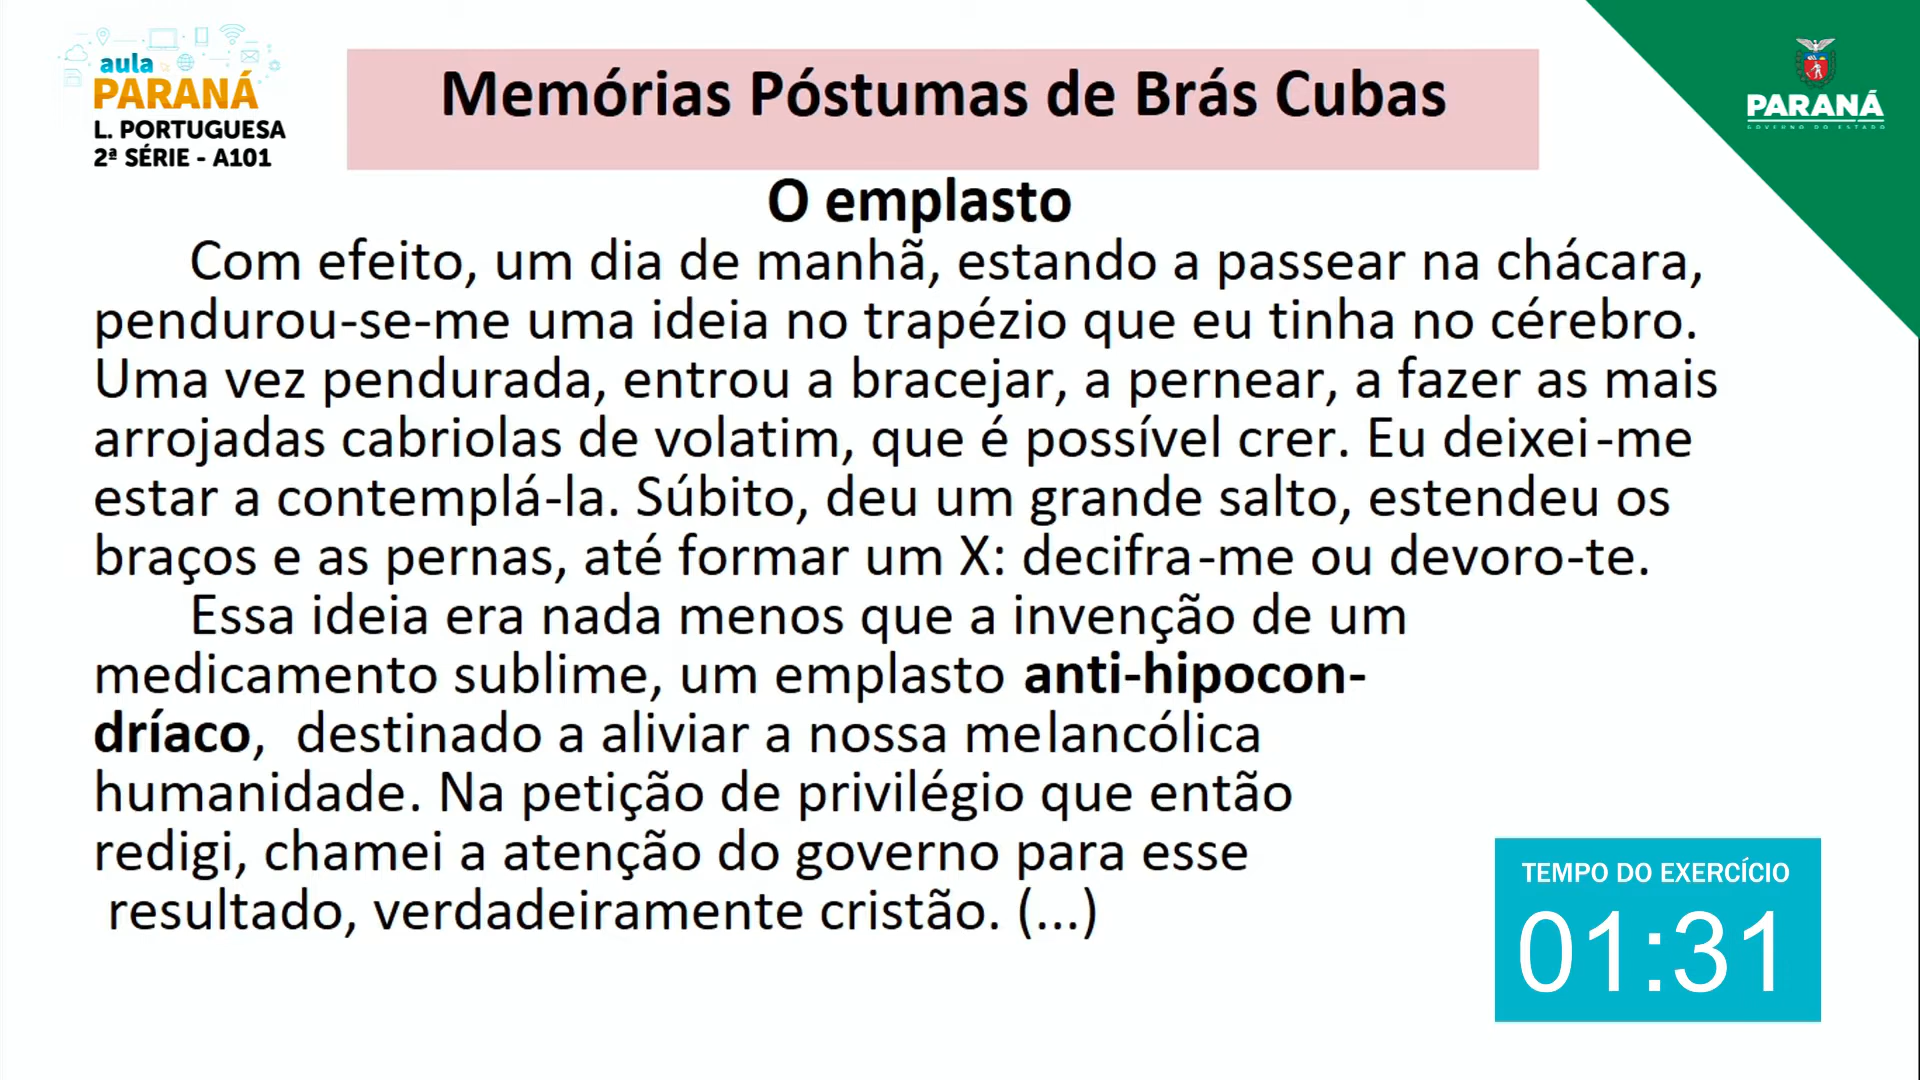 aula
PARANÁ
L. PORTUGUESA
2ª SÉRIE - A101
Memórias Póstumas de Brás Cubas
PARANÁ
GOVERNO DO ESTADO
O emplasto
Com efeito, um dia de manhã, estando a passear na chácara,
pendurou-se-me uma ideia no trapézio que eu tinha no cérebro.
Uma vez pendurada, entrou a bracejar, a pernear, a fazer as mais
arrojadas cabriolas de volatim, que é possível crer. Eu deixei-me
estar a contemplá-la. Súbito, deu um grande salto, estendeu os
braços e as pernas, até formar um X: decifra-me ou devoro-te.
Essa ideia era nada menos que a invenção de um
medicamento sublime, um emplasto anti-hipocon-
dríaco, destinado a aliviar a nossa melancólica
humanidade. Na petição de privilégio que então
redigi, chamei a atenção do governo para esse
resultado, verdadeiramente cristão. (...)
TEMPO DO EXERCÍCIO
01:31